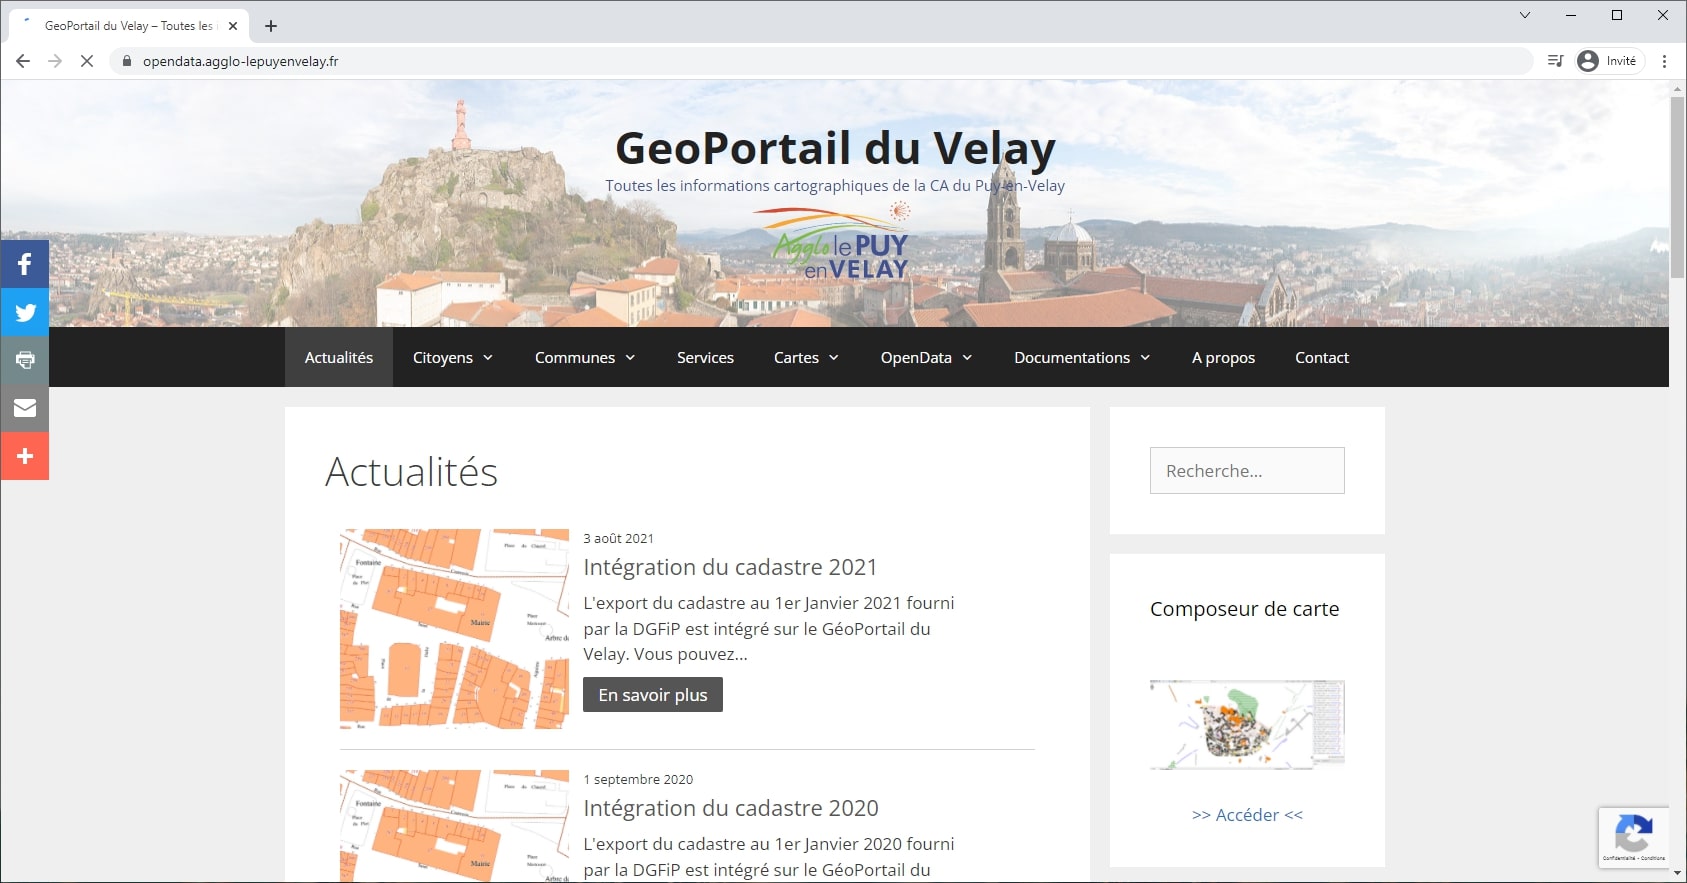 GeoPortail du Velay – Toutes les i
opendata.agglo-lepuyenvelay.fr
Invité
GeoPortail du Velay
Toutes les informations cartographiques de la CA du Puy-en-Velay
Agglo le PUY
en VELAY
Actualités Citoyens Communes Services Cartes OpenData Documentations A propos Contact
Actualités
3 août 2021
Intégration du cadastre 2021
L'export du cadastre au 1er Janvier 2021 fourni
par la DGFiP est intégré sur le GéoPortail du
Velay. Vous pouvez...
En savoir plus
Fontaine
Mairie
1 septembre 2020
Intégration du cadastre 2020
L'export du cadastre au 1er Janvier 2020 fourni
par la DGFiP est intégré sur le GéoPortail du
Fontaine
Mairie
Recherche...
Composeur de carte
>> Accéder <<
Confidentialité - Conditions